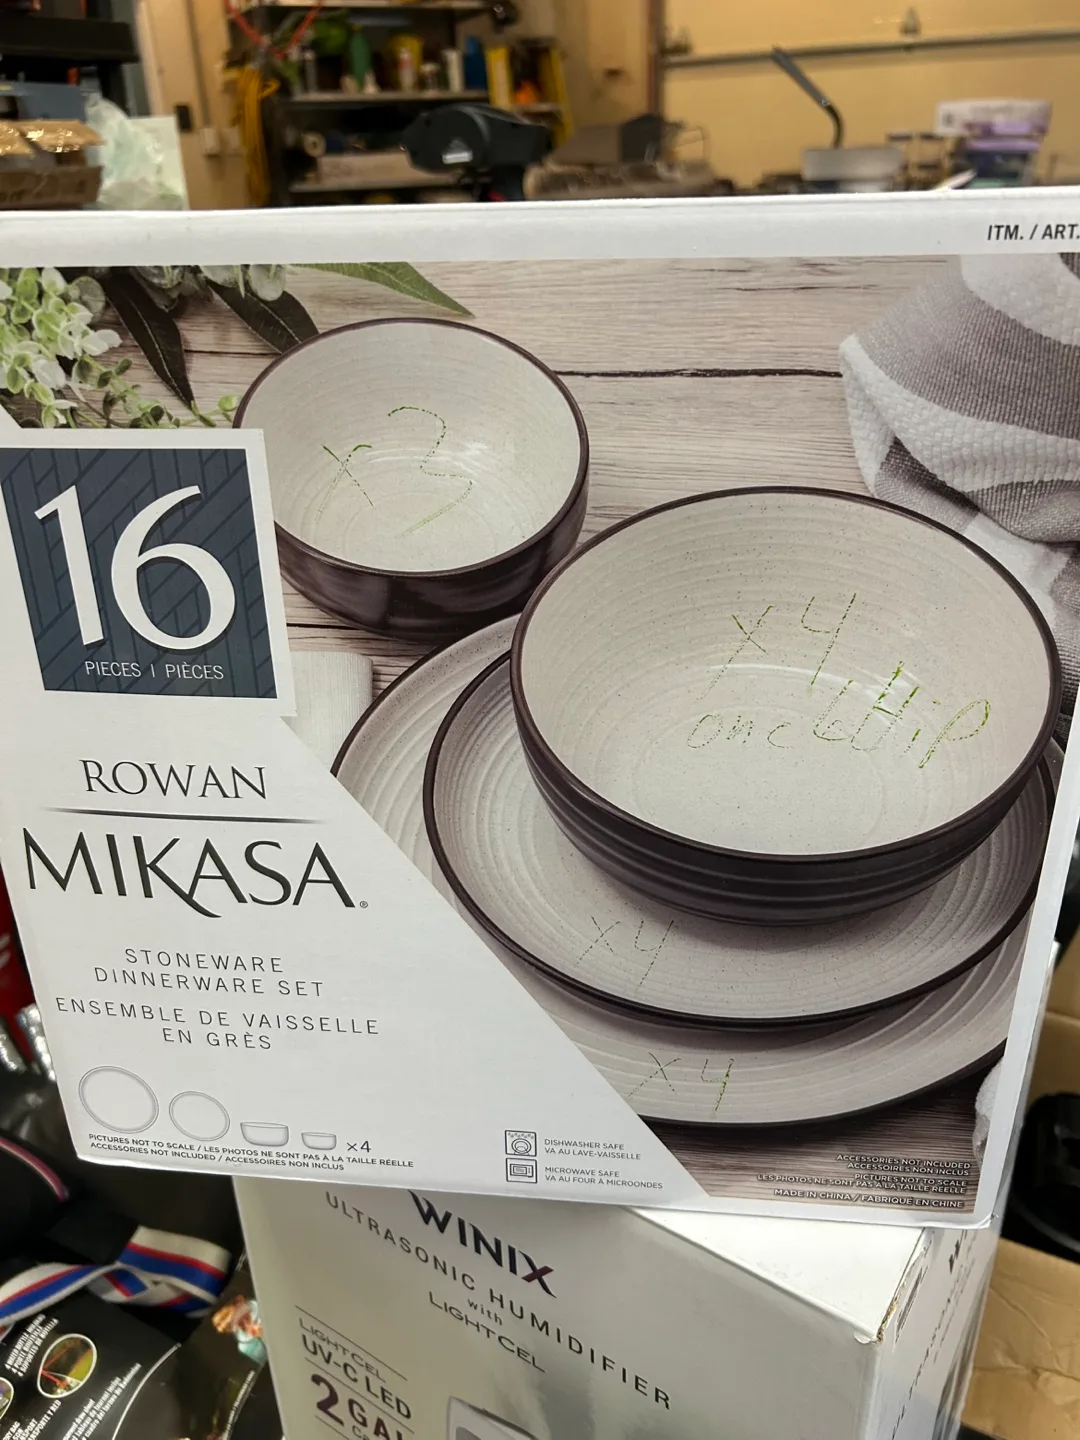 ITM. / ART.
x3
16
PIECES | PIÈCES
x4
one chip
ROWAN
MIKASA®
STONEWARE
DINNERWARE SET
ENSEMBLE DE VAISSELLE
EN GRÈS
x4
x4
PICTURES NOT TO SCALE / LES PHOTOS NE SONT PAS À LA TAILLE RÉELLE
ACCESSORIES NOT INCLUDED / ACCESSOIRES NON INCLUS
x4
DISHWASHER SAFE
VA AU LAVE-VAISSELLE
MICROWAVE SAFE
VA AU FOUR À MICROONDES
ACCESSORIES NOT INCLUDED
ACCESSOIRES NON INCLUS
PICTURES NOT TO SCALE
LES PHOTOS NE SONT PAS À LA TAILLE RÉELLE
MADE IN CHINA / FABRIQUÉ EN CHINE
WINIX
ULTRASONIC HUMIDIFIER
with
LIGHTCEL
LIGHTCEL
UV-C LED
2GAL